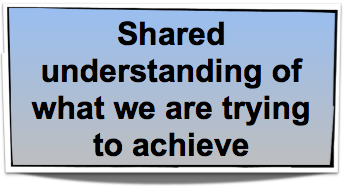 Shared
understanding of
what we are trying
to achieve